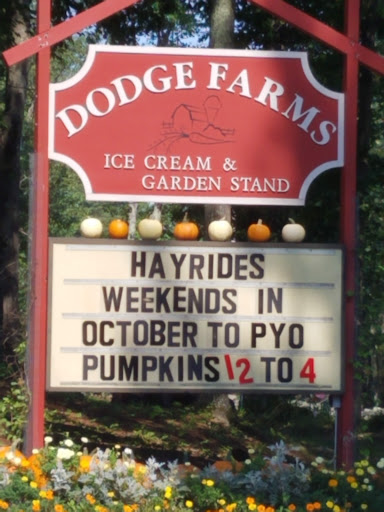 DODGE FARMS
ICE CREAM &
GARDEN STAND
HAYRIDES
WEEKENDS IN
OCTOBER TO PYO
PUMPKINS 12 TO 4